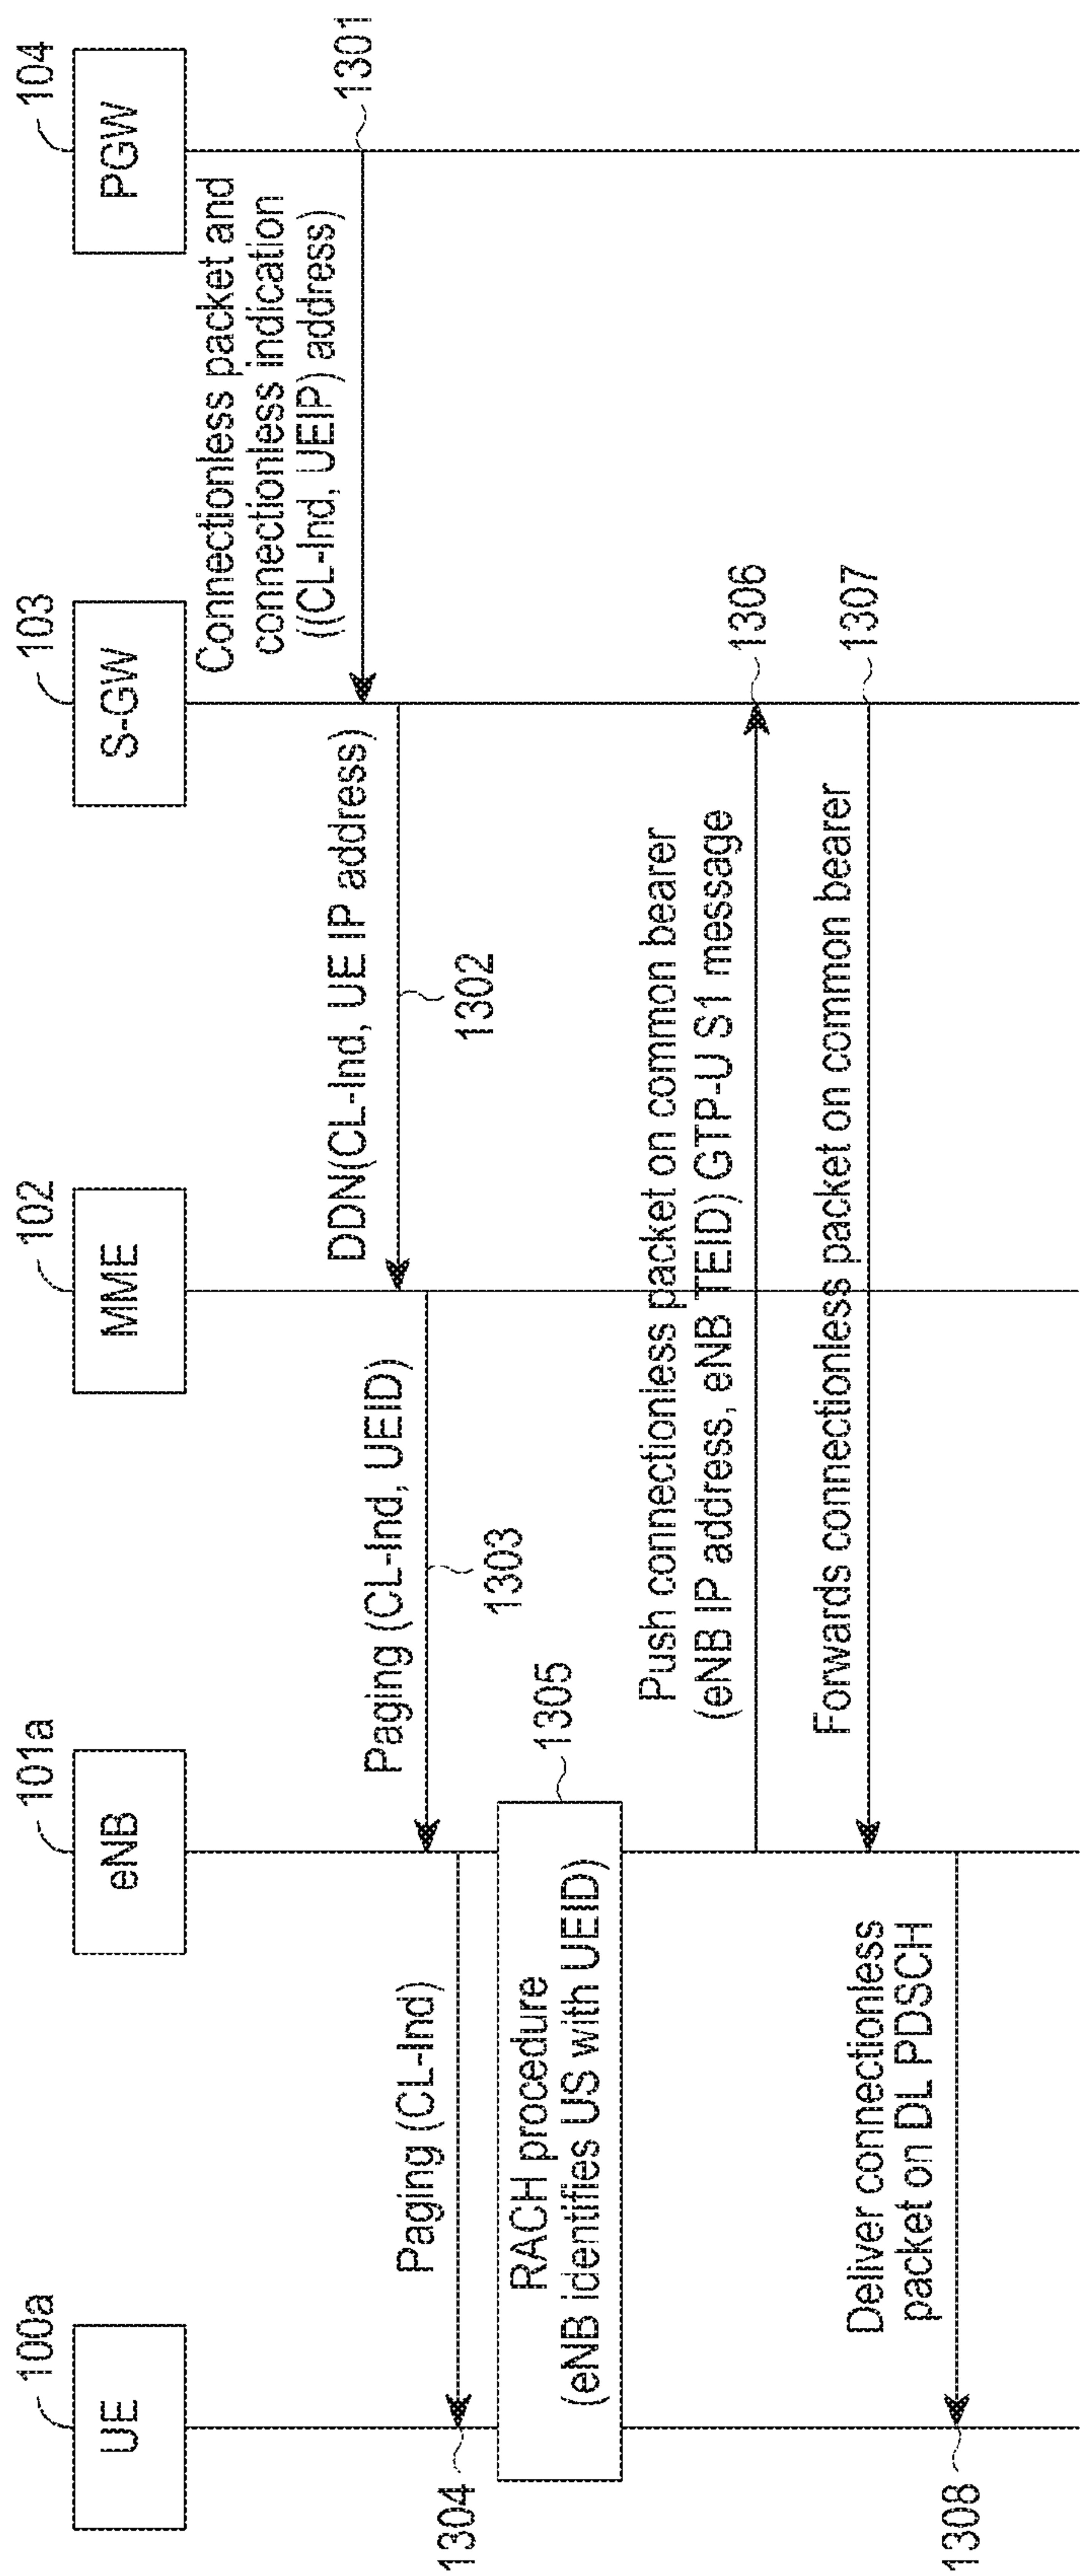 100a
UE
101a
eNB
102
MME
103
S-GW
104
PGW
Connectionless packet and
connectionless indication
((CL-Ind, UEIP) address)
1301
DDN(CL-Ind, UE IP address)
1302
Paging (CL-Ind, UEID)
1303
Paging (CL-Ind)
1304
RACH procedure
(eNB identifies US with UEID)
1305
Push connectionless packet on common bearer
(eNB IP address, eNB TEID) GTP-U S1 message
1306
Forwards connectionless packet on common bearer
1307
Deliver connectionless
packet on DL PDSCH
1308